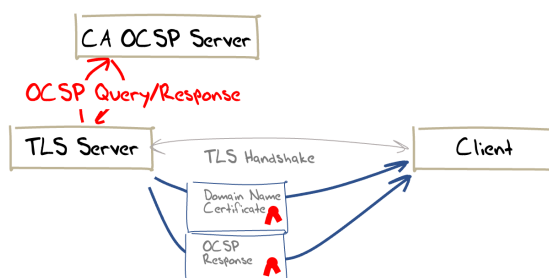 CA OCSP Server
OCSP Query/Response
TLS Server
TLS Handshake
Client
Domain Name
Certificate
OCSP
Response